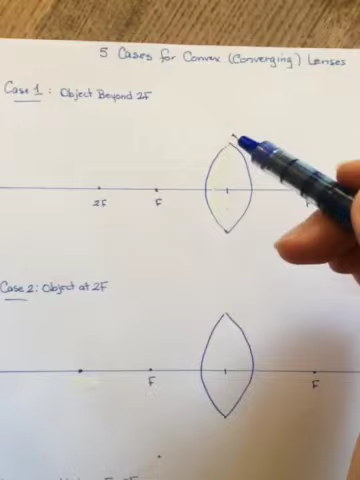 5 Cases for Convex (Converging) Lenses
Case 1: Object Beyond 2F
2F F
Case 2: Object at 2F
F F